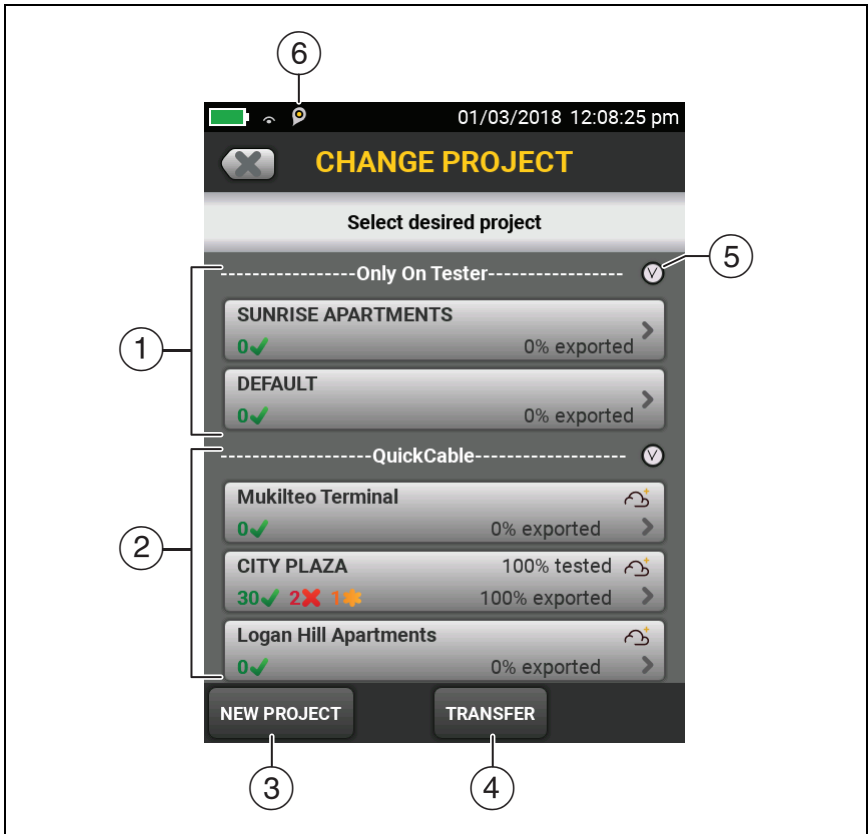 6
01/03/2018 12:08:25 pm
CHANGE PROJECT
Select desired project
-----------------Only On Tester-----------------
5
1
SUNRISE APARTMENTS
0✔ 0% exported
DEFAULT
0✔ 0% exported
-------------------QuickCable-------------------
2
Mukilteo Terminal
0✔ 0% exported
CITY PLAZA 100% tested
30✔ 2✖ 1✱ 100% exported
Logan Hill Apartments
0✔ 0% exported
NEW PROJECT TRANSFER
3 4